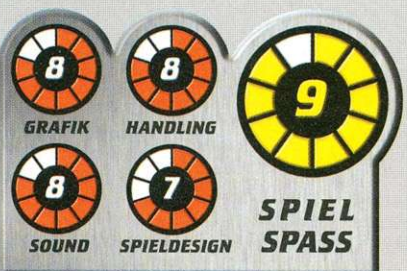 8
GRAFIK
8
HANDLING
8
SOUND
7
SPIELDESIGN
9
SPIEL
SPASS